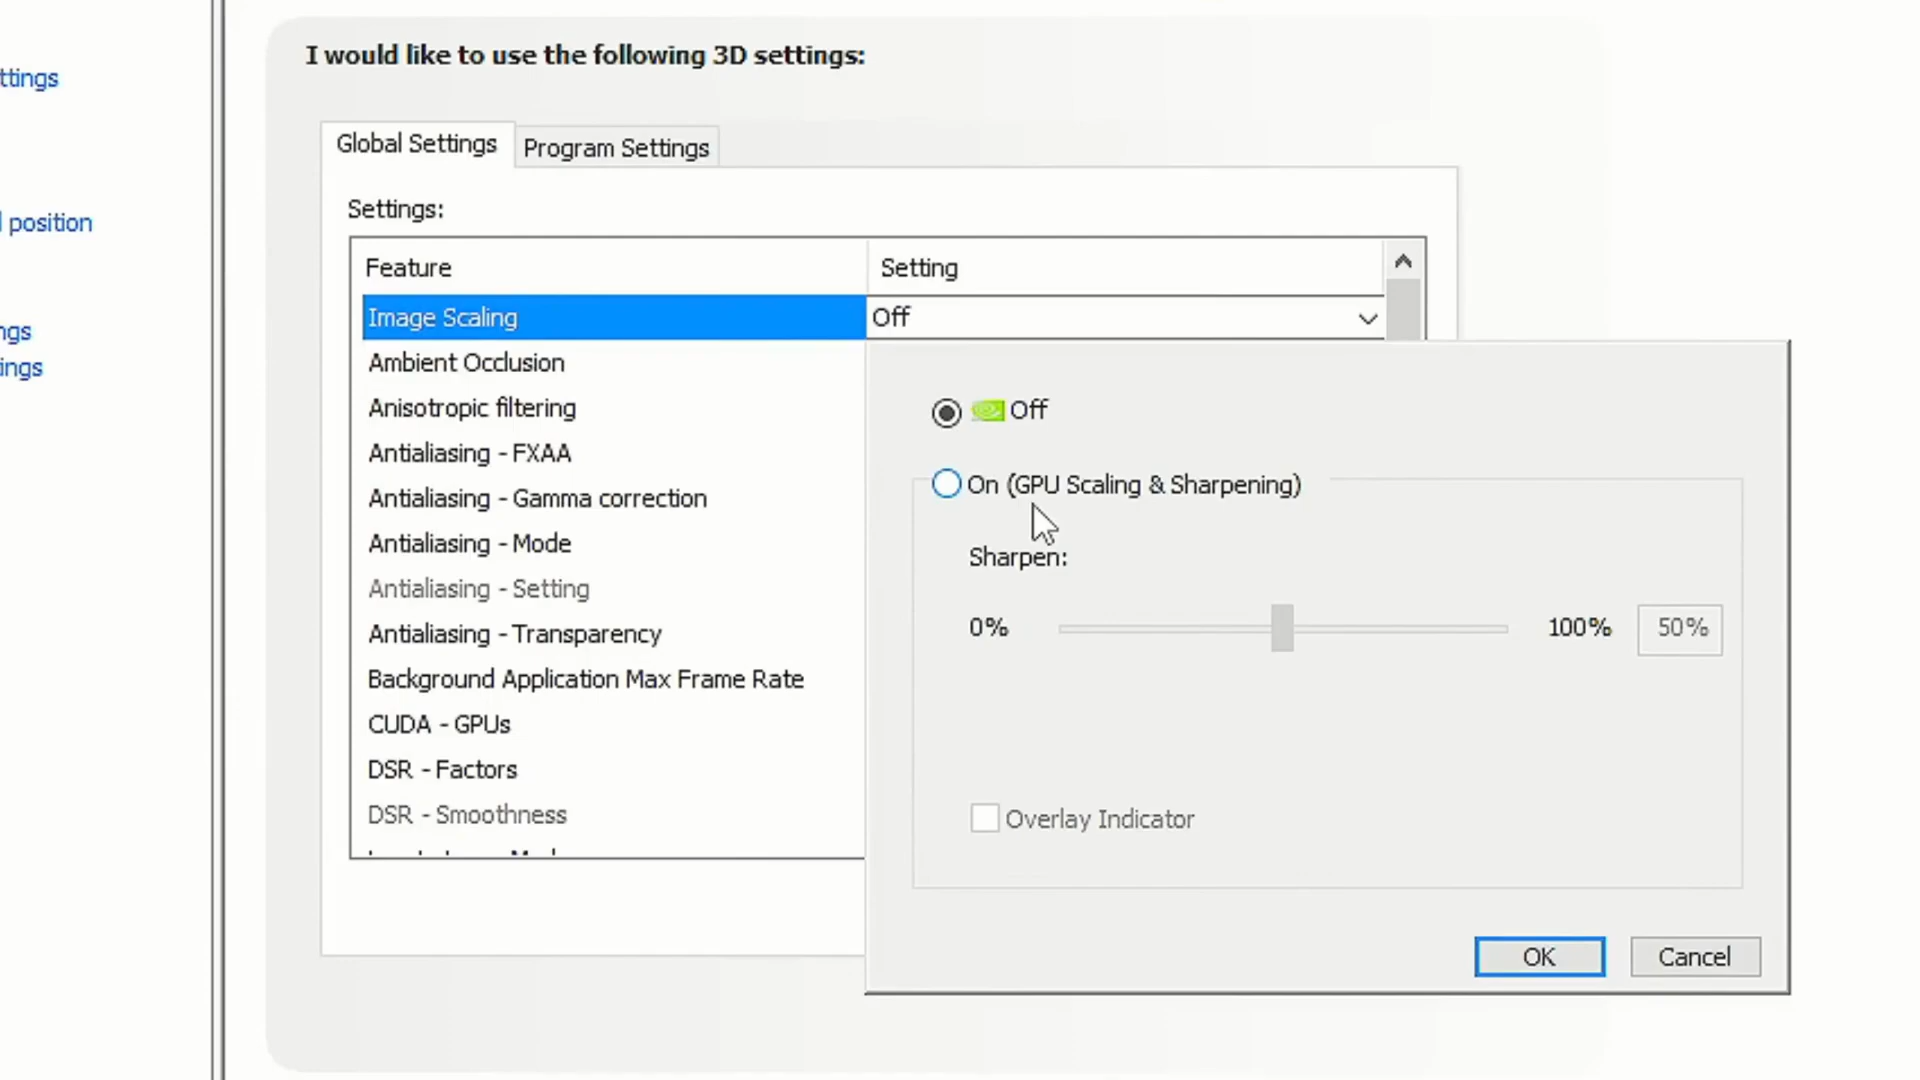 I would like to use the following 3D settings:
ttings
Global Settings
Program Settings
Settings:
position
Feature
Setting
Image Scaling
Off
ngs
ings
Ambient Occlusion
Anisotropic filtering
Off
Antialiasing - FXAA
On (GPU Scaling & Sharpening)
Antialiasing - Gamma correction
Antialiasing - Mode
Sharpen:
Antialiasing - Setting
Antialiasing - Transparency
0%
100%
50%
Background Application Max Frame Rate
CUDA - GPUs
DSR - Factors
DSR - Smoothness
Overlay Indicator
OK
Cancel